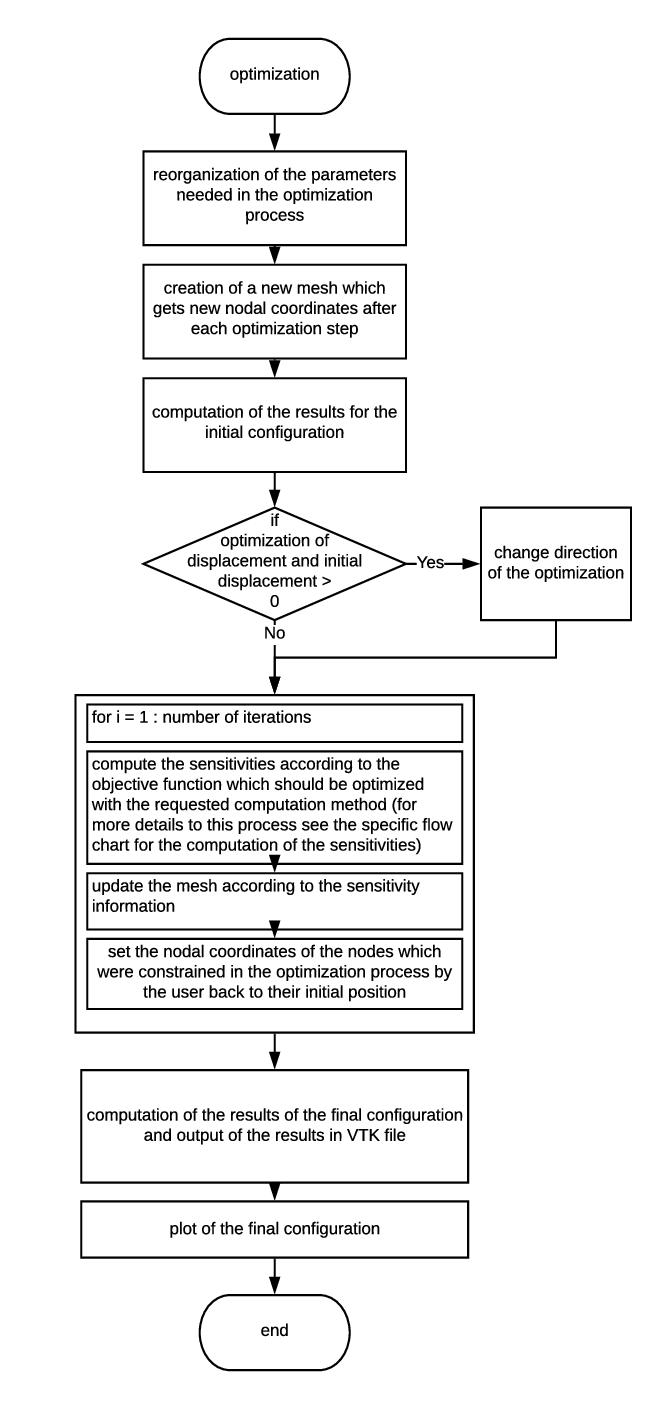 optimization
reorganization of the parameters
needed in the optimization
process
creation of a new mesh which
gets new nodal coordinates after
each optimization step
computation of the results for the
initial configuration
if
optimization of
displacement and initial
displacement >
0
Yes
change direction
of the optimization
No
for i = 1 : number of iterations
compute the sensitivities according to the
objective function which should be optimized
with the requested computation method (for
more details to this process see the specific flow
chart for the computation of the sensitivities)
update the mesh according to the sensitivity
information
set the nodal coordinates of the nodes which
were constrained in the optimization process by
the user back to their initial position
computation of the results of the final configuration
and output of the results in VTK file
plot of the final configuration
end